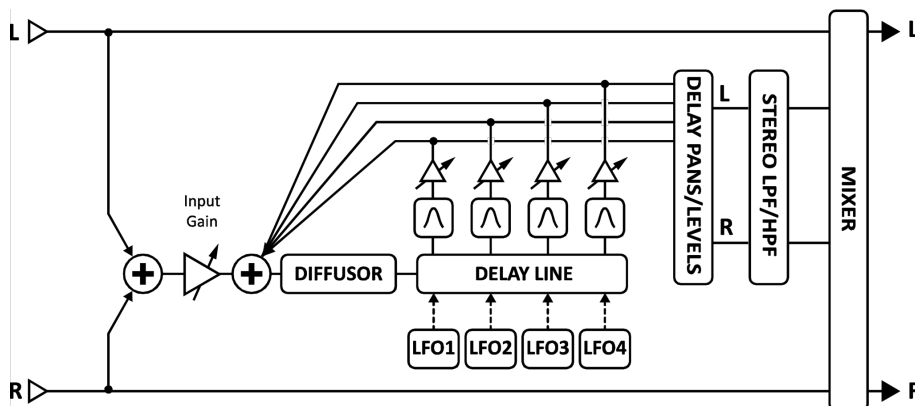 L
L
Input
Gain
DIFFUSOR
DELAY LINE
LFO1
LFO2
LFO3
LFO4
DELAY PANS/LEVELS
L
R
STEREO LPF/HPF
MIXER
R